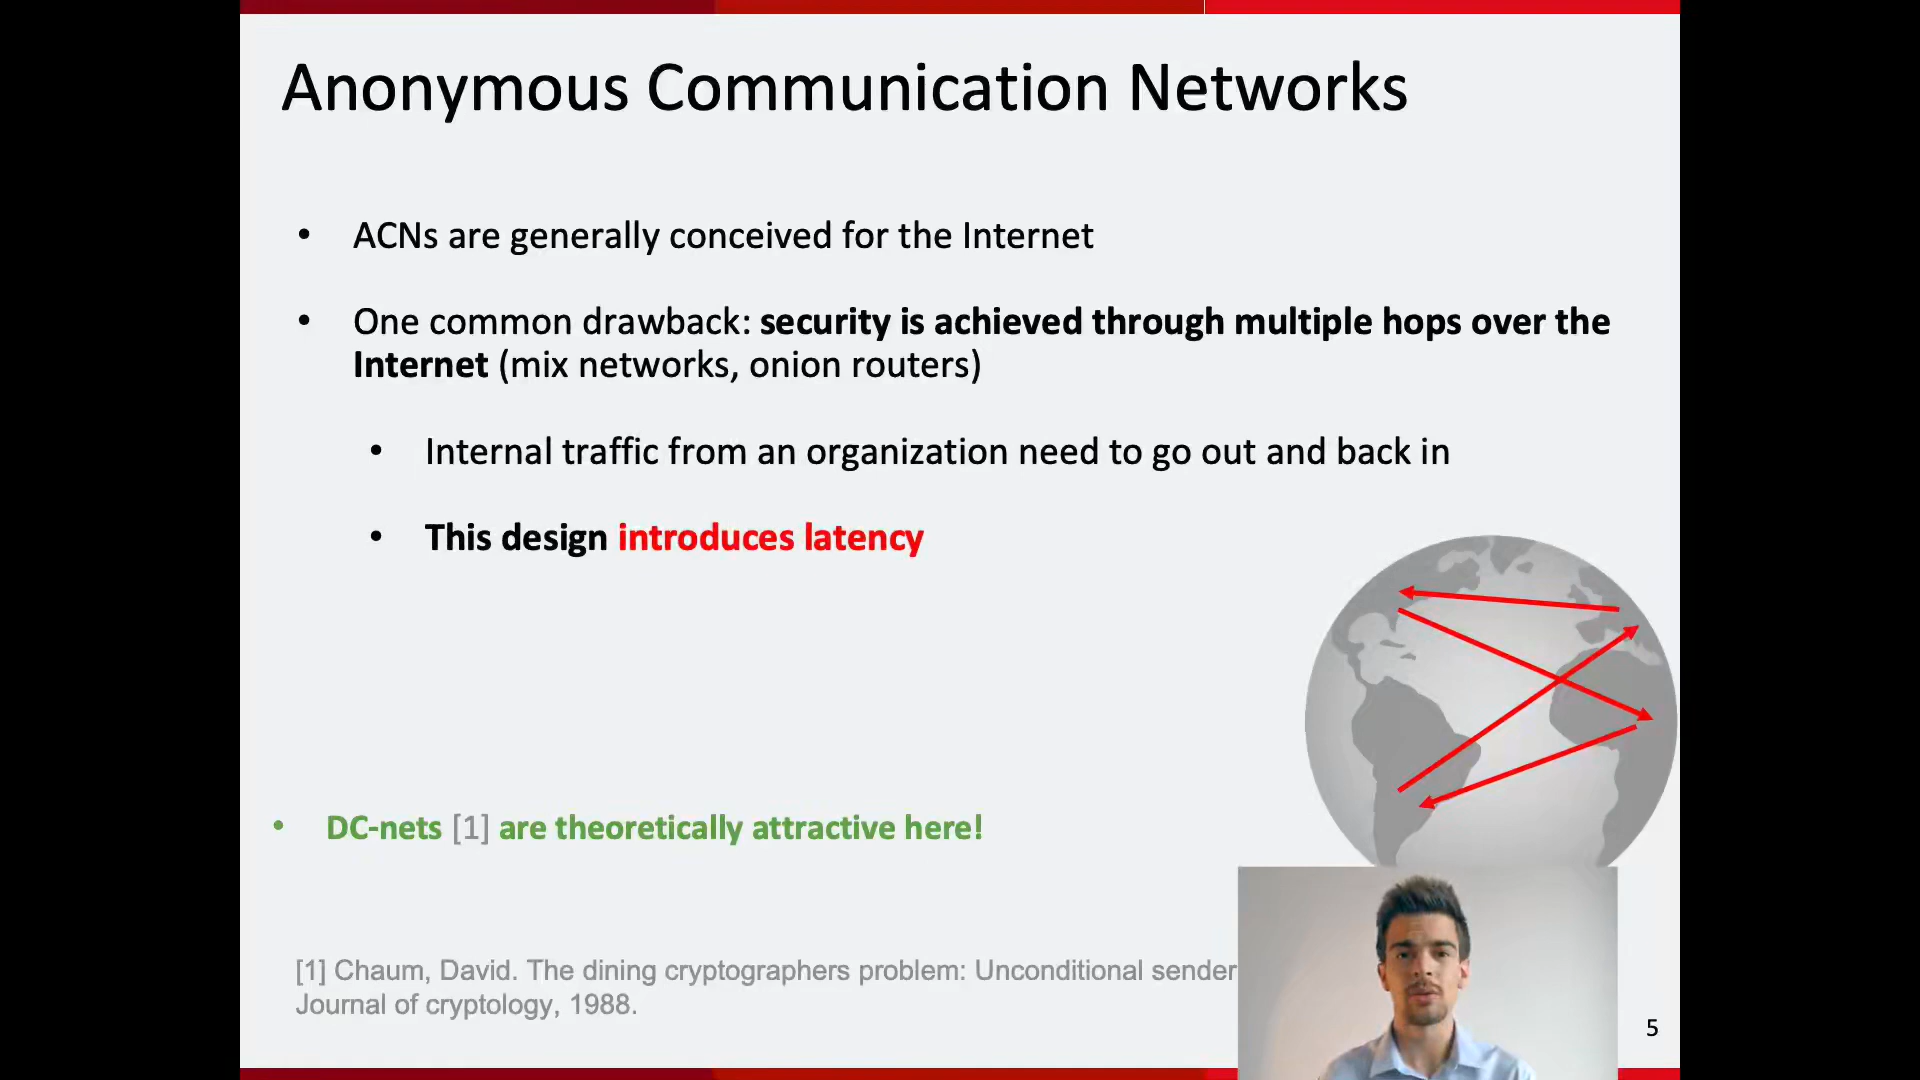 Anonymous Communication Networks
• ACNs are generally conceived for the Internet
• One common drawback: security is achieved through multiple hops over the
Internet (mix networks, onion routers)
• Internal traffic from an organization need to go out and back in
• This design introduces latency
• DC-nets [1] are theoretically attractive here!
[1] Chaum, David. The dining cryptographers problem: Unconditional sender
Journal of cryptology, 1988.
5